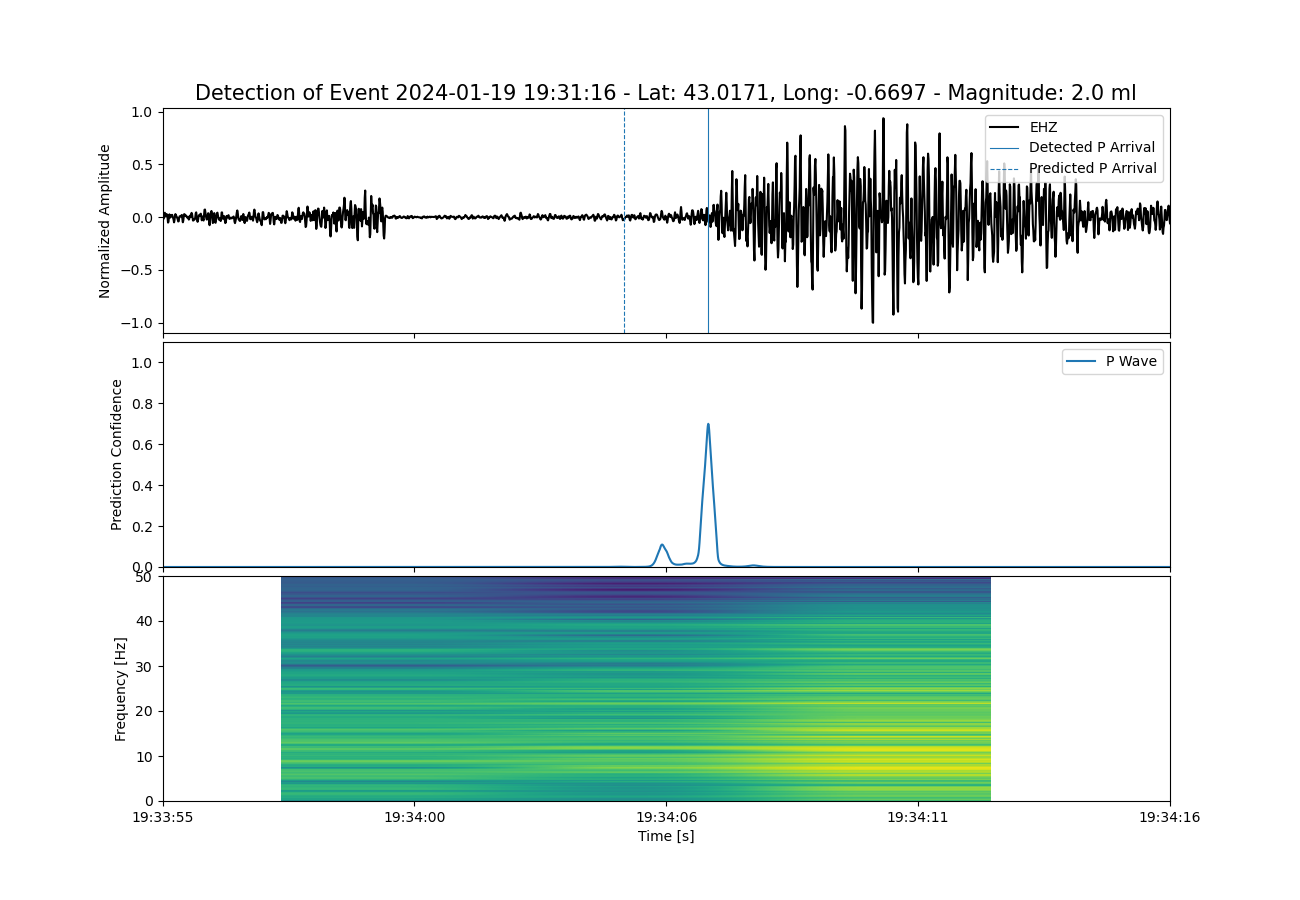 Detection of Event 2024-01-19 19:31:16 - Lat: 43.0171, Long: -0.6697 - Magnitude: 2.0 ml
Normalized Amplitude
1.0
0.5
0.0
−0.5
−1.0
EHZ
Detected P Arrival
Predicted P Arrival
Prediction Confidence
1.0
0.8
0.6
0.4
0.2
0.0
P Wave
Frequency [Hz]
50
40
30
20
10
0
19:33:55
19:34:00
19:34:06
19:34:11
19:34:16
Time [s]